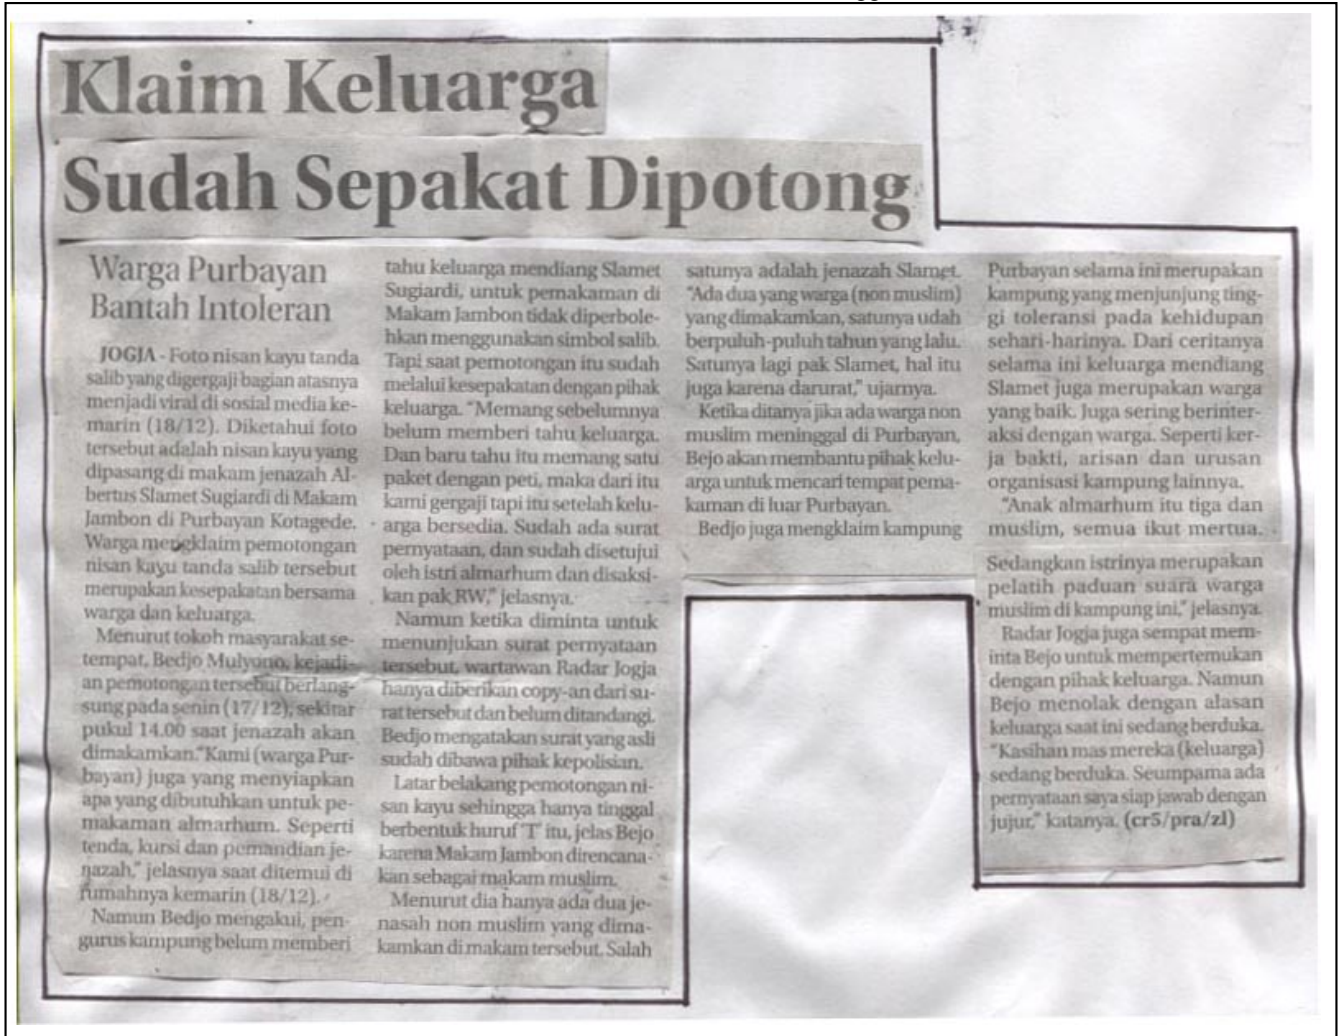 Klaim Keluarga
Sudah Sepakat Dipotong
Warga Purbayan
Bantah Intoleran
JOGJA - Foto nisan kayu tanda
salib yang digergaji bagian atasnya
menjadi viral di sosial media ke-
marin (18/12). Diketahui foto
tersebut adalah nisan kayu yang
dipasang di makam jenazah Al-
bertus Slamet Sugiardi di Makam
Jambon di Purbayan Kotagede.
Warga mengklaim pemotongan
nisan kayu tanda salib tersebut
merupakan kesepakatan bersama
warga dan keluarga.
Menurut tokoh masyarakat se-
tempat, Bedjo Mulyono, kejadi-
an pemotongan tersebut berlang-
sung pada senin (17/12), sekitar
pukul 14.00 saat jenazah akan
dimakamkan."Kami (warga Pur-
bayan) juga yang menyiapkan
apa yang dibutuhkan untuk pe-
makaman almarhum. Seperti
tenda, kursi dan pemandian je-
nazah," jelasnya saat ditemui di
rumahnya kemarin (18/12).
Namun Bedjo mengakui, pen-
gurus kampung belum memberi
tahu keluarga mendiang Slamet
Sugiardi, untuk pemakaman di
Makam Jambon tidak diperbole-
hkan menggunakan simbol salib.
Tapi saat pemotongan itu sudah
melalui kesepakatan dengan pihak
keluarga. "Memang sebelumnya
belum memberi tahu keluarga.
Dan baru tahu itu memang satu
paket dengan peti, maka dari itu
kami gergaji tapi itu setelah kelu-
arga bersedia. Sudah ada surat
pernyataan, dan sudah disetujui
oleh istri almarhum dan disaksi-
kan pak RW," jelasnya.
Namun ketika diminta untuk
menunjukan surat pernyataan
tersebut, wartawan Radar Jogja
hanya diberikan copy-an dari su-
rat tersebut dan belum ditandangi.
Bedjo mengatakan surat yang asli
sudah dibawa pihak kepolisian.
Latar belakang pemotongan ni-
san kayu sehingga hanya tinggal
berbentuk huruf 'T' itu, jelas Bejo
karena Makam Jambon direncana-
kan sebagai makam muslim.
Menurut dia hanya ada dua je-
nasah non muslim yang dima-
kamkan di makam tersebut. Salah
satunya adalah jenazah Slamet.
"Ada dua yang warga (non muslim)
yang dimakamkan, satunya udah
berpuluh-puluh tahun yang lalu.
Satunya lagi pak Slamet, hal itu
juga karena darurat," ujarnya.
Ketika ditanya jika ada warga non
muslim meninggal di Purbayan,
Bejo akan membantu pihak kelu-
arga untuk mencari tempat pema-
kaman di luar Purbayan.
Bedjo juga mengklaim kampung
Purbayan selama ini merupakan
kampung yang menjunjung ting-
gi toleransi pada kehidupan
sehari-harinya. Dari ceritanya
selama ini keluarga mendiang
Slamet juga merupakan warga
yang baik. Juga sering berinter-
aksi dengan warga. Seperti ker-
ja bakti, arisan dan urusan
organisasi kampung lainnya.
"Anak almarhum itu tiga dan
muslim, semua ikut mertua.
Sedangkan istrinya merupakan
pelatih paduan suara warga
muslim di kampung ini," jelasnya.
Radar Jogja juga sempat mem-
inta Bejo untuk mempertemukan
dengan pihak keluarga. Namun
Bejo menolak dengan alasan
keluarga saat ini sedang berduka.
"Kasihan mas mereka (keluarga)
sedang berduka. Seumpama ada
pernyataan saya siap jawab dengan
jujur," katanya. (cr5/pra/zl)